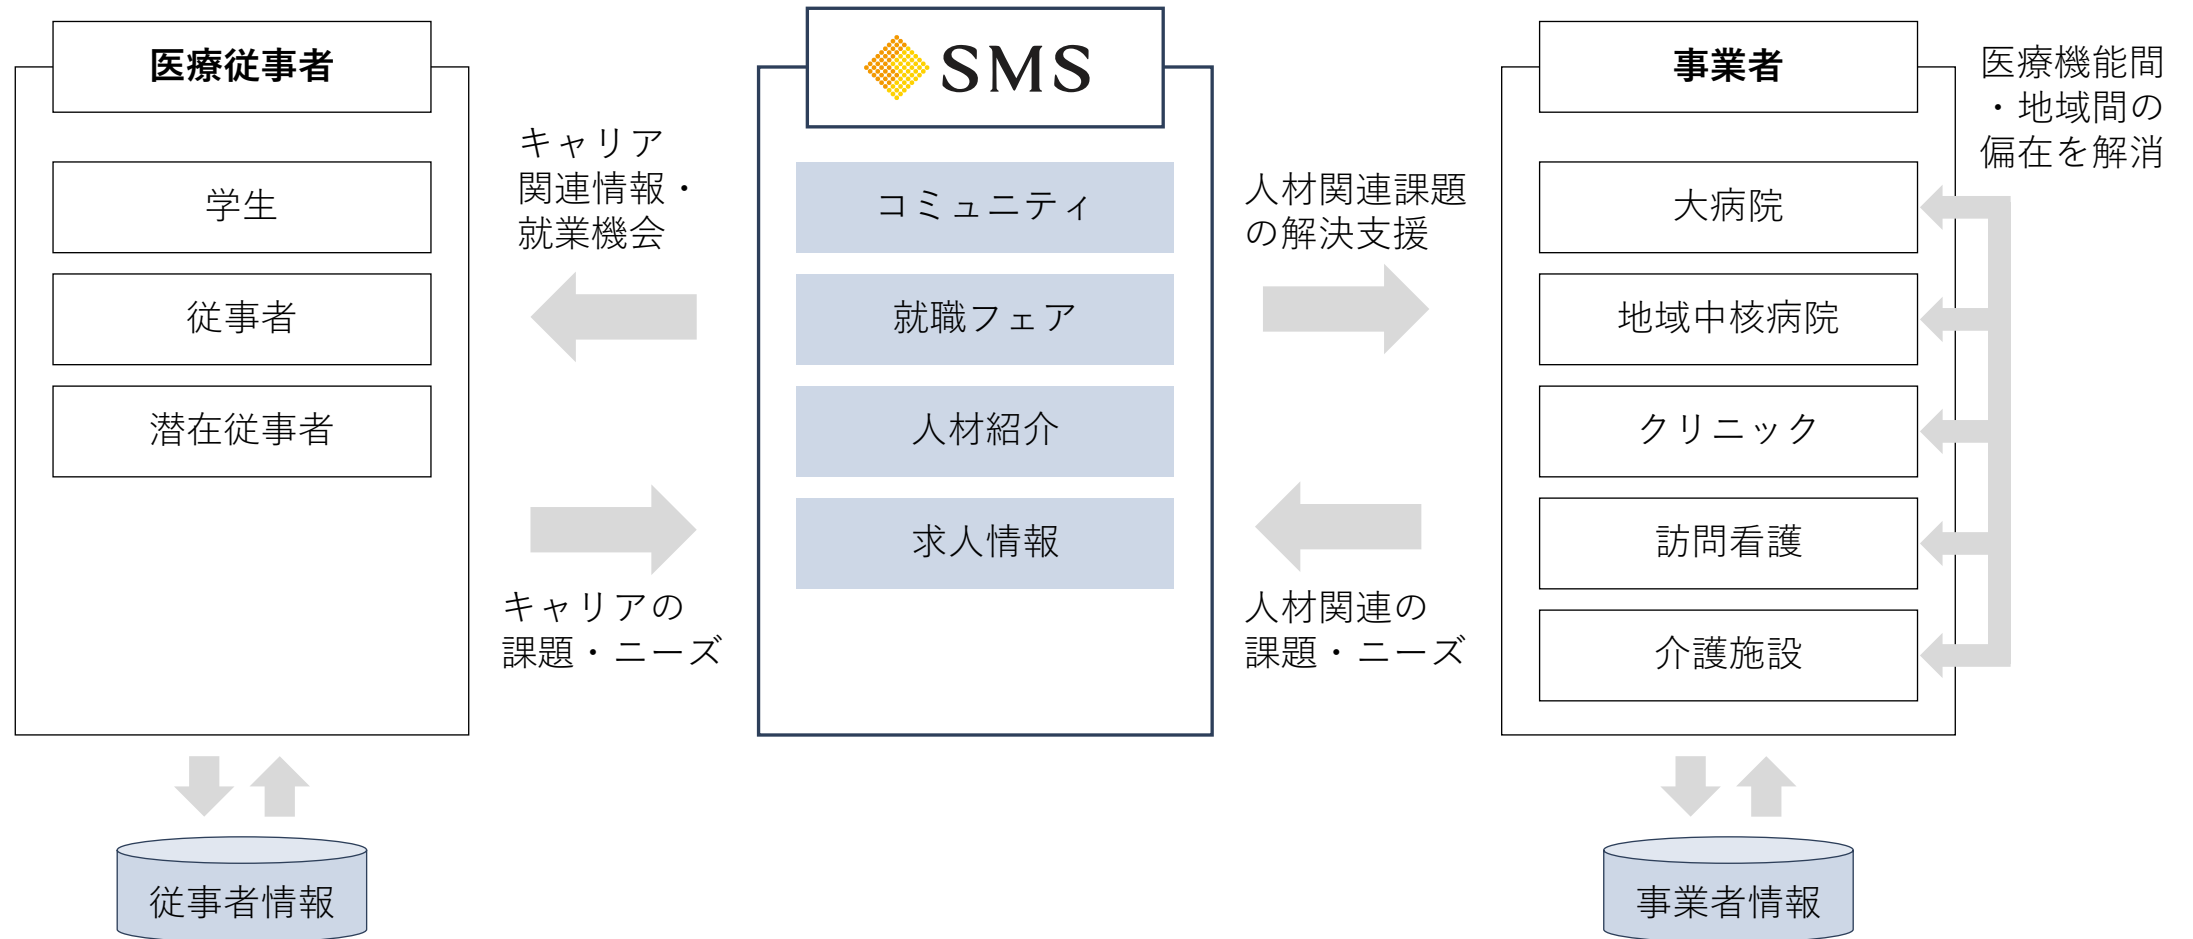 医療従事者
学生
従事者
潜在従事者
キャリア
関連情報・
就業機会
キャリアの
課題・ニーズ
SMS
コミュニティ
就職フェア
人材紹介
求人情報
人材関連課題
の解決支援
人材関連の
課題・ニーズ
事業者
大病院
地域中核病院
クリニック
訪問看護
介護施設
医療機能間
・地域間の
偏在を解消
従事者情報
事業者情報